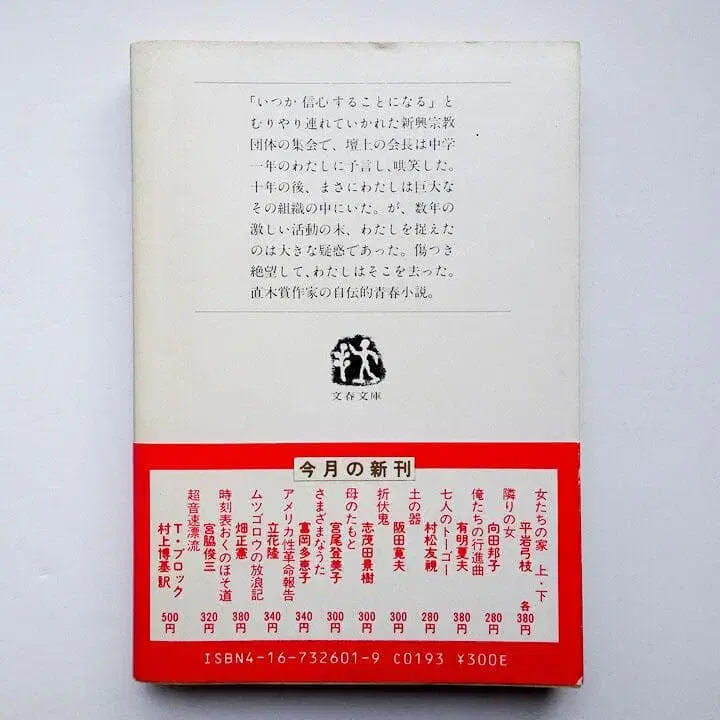 「いつか信心することになる」と
むりやり連れていかれた新興宗教
団体の集会で、壇上の会長は中学
一年のわたしに予言し、哄笑した。
十年の後、まさにわたしは巨大な
その組織の中にいた。が、数年の
激しい活動の末、わたしを捉えた
のは大きな疑惑であった。傷つき
絶望して、わたしはそこを去った。
直木賞作家の自伝的青春小説。
文春文庫
今月の新刊
女たちの家 上・下
平岩弓枝
各380円
隣りの女
向田邦子
280円
俺たちの行進曲
有明夏夫
380円
七人のトーゴー
村松友視
280円
土の器
阪田寛夫
300円
折伏鬼
志茂田景樹
300円
母のたもと
宮尾登美子
300円
さまざまなうた
富岡多恵子
340円
アメリカ性革命報告
立花隆
340円
ムツゴロウの放浪記
畑正憲
380円
時刻表おくのほそ道
宮脇俊三
320円
超音速漂流
T・ブロック
村上博基訳
500円
ISBN4-16-732601-9 C0193 ¥300E